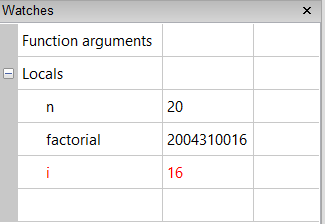 Watches
Function arguments
Locals
n 20
factorial 2004310016
i 16